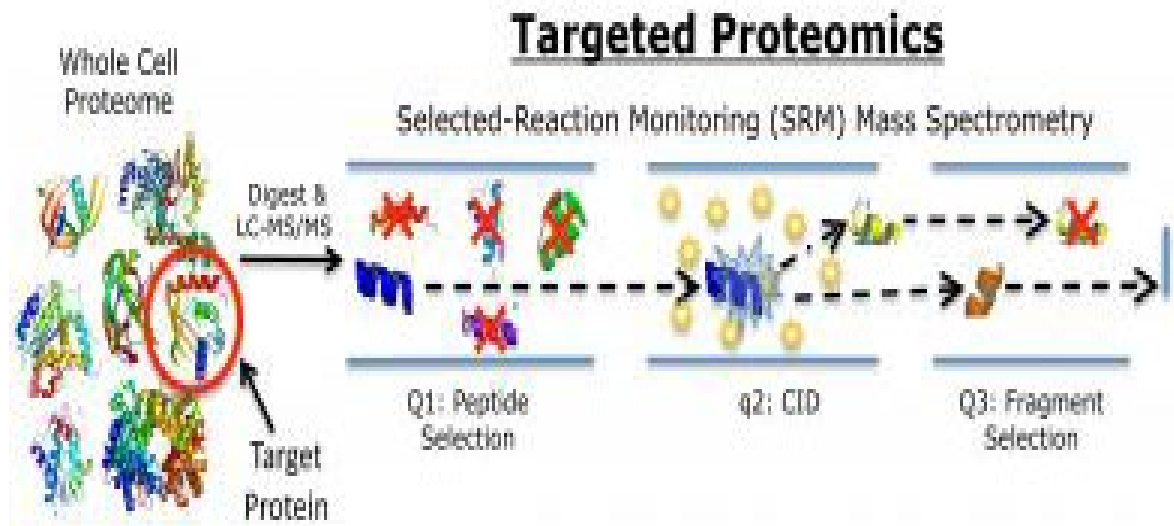 Targeted Proteomics
Whole Cell
Proteome
Selected-Reaction Monitoring (SRM) Mass Spectrometry
Digest &
LC-MS/MS
Q1: Peptide
Selection
q2: CID
Q3: Fragment
Selection
Target
Protein